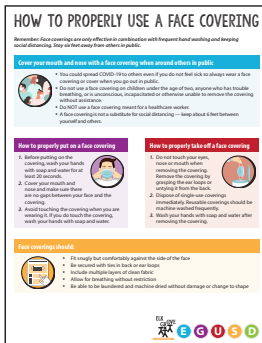 HOW TO PROPERLY USE A FACE COVERING
Remember: Face coverings are only effective in combination with frequent hand washing and keeping
social distancing. Stay six feet away from others in public.
Cover your mouth and nose with a face covering when around others in public
• You could spread COVID-19 to others even if you do not feel sick so always wear a
face covering or cover when you go out in public.
• Do not use a face covering on children under the age of two, anyone who has trouble
breathing, or is unconscious, incapacitated or otherwise unable to remove the covering
without assistance.
• Do NOT use a face covering meant for a healthcare worker.
• A face covering is not a substitute for social distancing — keep about 6 feet between
yourself and others.
How to properly put on a face covering
1. Before putting on the
covering, wash your hands
with soap and water for at
least 20 seconds.
2. Cover your mouth and
nose and make sure there
are no gaps between your face and the
covering.
3. Avoid touching the covering when you are
wearing it. If you do touch the covering,
wash your hands with soap and water.
How to properly take off a face covering
1. Do not touch your eyes,
nose or mouth when
removing the covering.
Remove the covering by
grasping the ear loops or
untying it from the back.
2. Dispose of single-use coverings
immediately. Reusable coverings should be
machine washed frequently.
3. Wash your hands with soap and water after
removing the covering.
Face coverings should:
• Fit snugly but comfortably against the side of the face
• Be secured with ties in back or ear loops
• Include multiple layers of clean fabric
• Allow for breathing without restriction
• Be able to be laundered and machine dried without damage or change to shape
ELK
GROVE
EGUSD